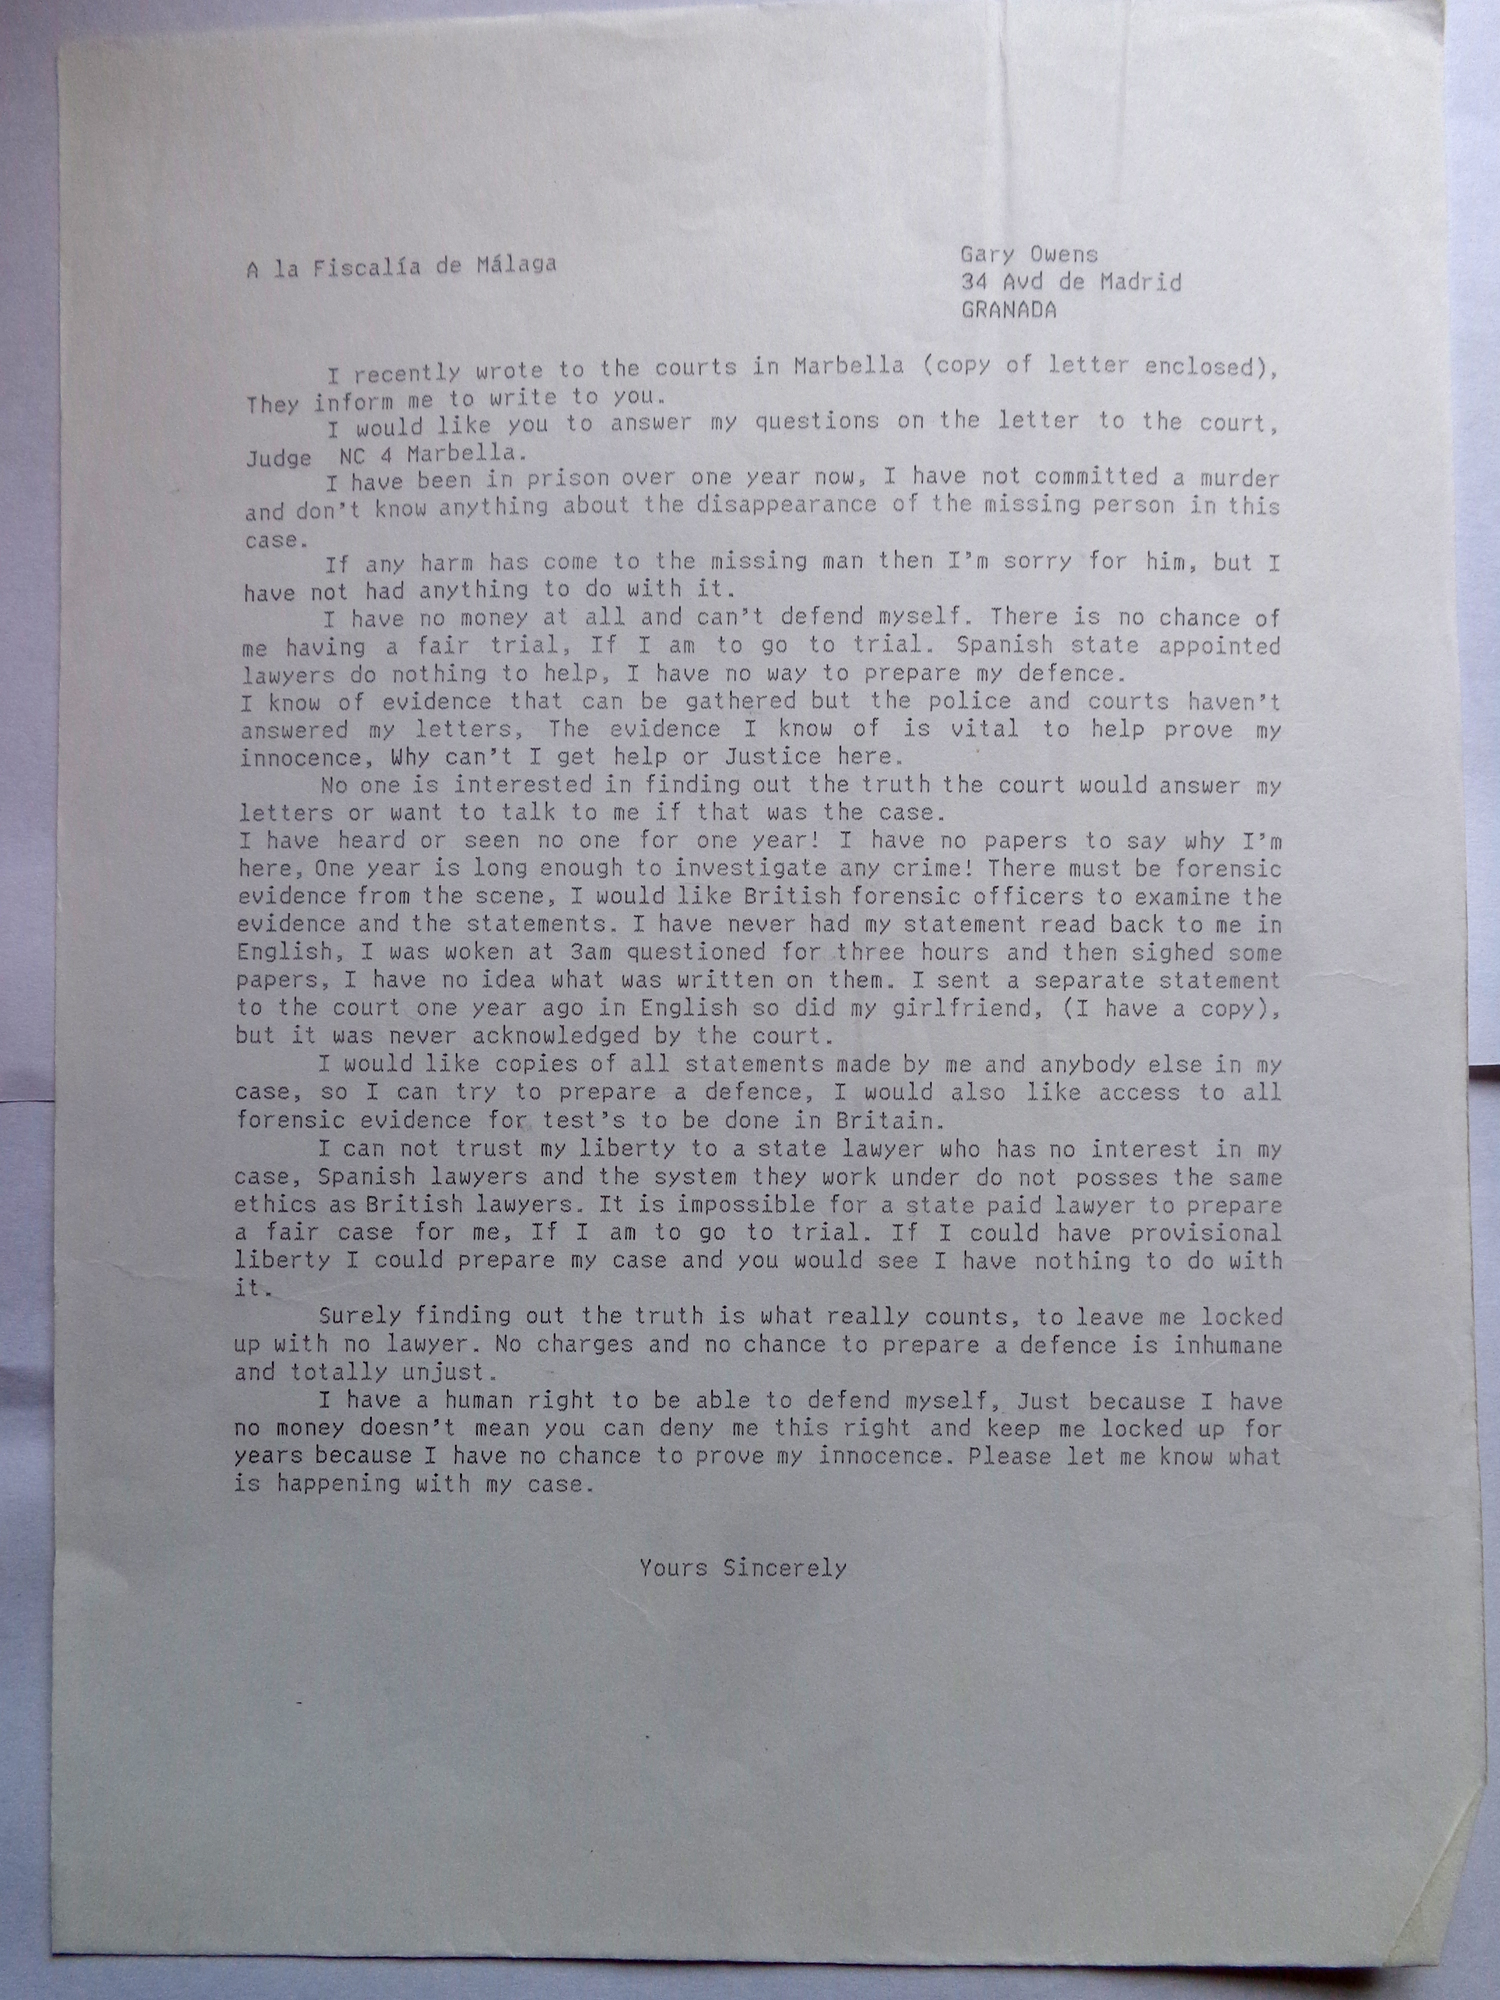 A la Fiscalía de Málaga
Gary Owens
34 Avd de Madrid
GRANADA
I recently wrote to the courts in Marbella (copy of letter enclosed),
They inform me to write to you.
I would like you to answer my questions on the letter to the court,
Judge NC 4 Marbella.
I have been in prison over one year now, I have not committed a murder
and don't know anything about the disappearance of the missing person in this
case.
If any harm has come to the missing man then I'm sorry for him, but I
have not had anything to do with it.
I have no money at all and can't defend myself. There is no chance of
me having a fair trial, If I am to go to trial. Spanish state appointed
lawyers do nothing to help, I have no way to prepare my defence.
I know of evidence that can be gathered but the police and courts haven't
answered my letters, The evidence I know of is vital to help prove my
innocence, Why can't I get help or Justice here.
No one is interested in finding out the truth the court would answer my
letters or want to talk to me if that was the case.
I have heard or seen no one for one year! I have no papers to say why I'm
here, One year is long enough to investigate any crime! There must be forensic
evidence from the scene, I would like British forensic officers to examine the
evidence and the statements. I have never had my statement read back to me in
English, I was woken at 3am questioned for three hours and then sighed some
papers, I have no idea what was written on them. I sent a separate statement
to the court one year ago in English so did my girlfriend, (I have a copy),
but it was never acknowledged by the court.
I would like copies of all statements made by me and anybody else in my
case, so I can try to prepare a defence, I would also like access to all
forensic evidence for test's to be done in Britain.
I can not trust my liberty to a state lawyer who has no interest in my
case, Spanish lawyers and the system they work under do not posses the same
ethics as British lawyers. It is impossible for a state paid lawyer to prepare
a fair case for me, If I am to go to trial. If I could have provisional
liberty I could prepare my case and you would see I have nothing to do with
it.
Surely finding out the truth is what really counts, to leave me locked
up with no lawyer. No charges and no chance to prepare a defence is inhumane
and totally unjust.
I have a human right to be able to defend myself, Just because I have
no money doesn't mean you can deny me this right and keep me locked up for
years because I have no chance to prove my innocence. Please let me know what
is happening with my case.
Yours Sincerely